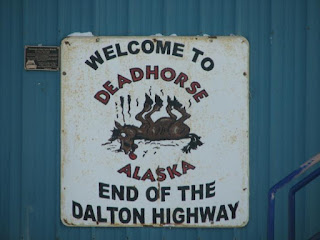 WELCOME TO
DEADHORSE
ALASKA
END OF THE
DALTON HIGHWAY